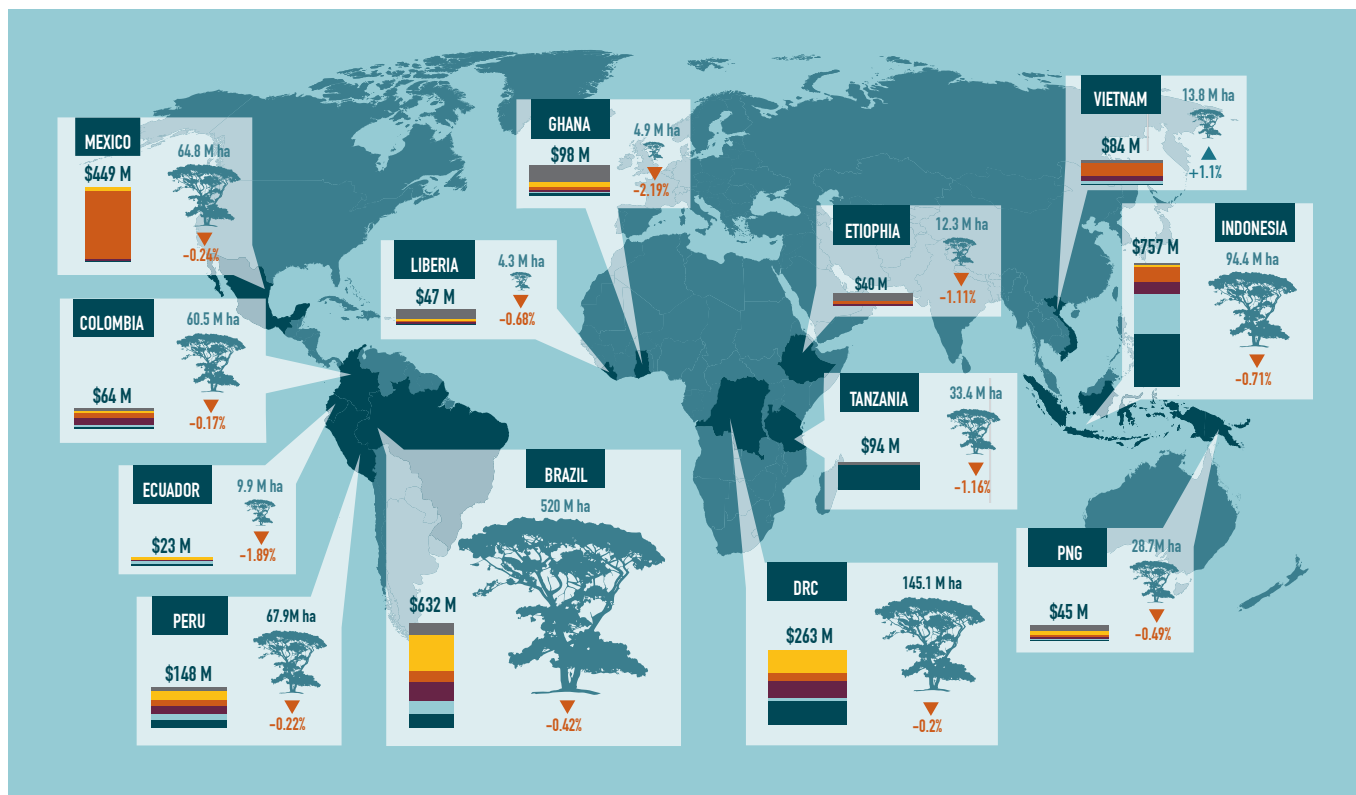 MEXICO
$449 M
64.8 M ha
-0.24%
COLOMBIA
$64 M
60.5 M ha
-0.17%
ECUADOR
$23 M
9.9 M ha
-1.89%
PERU
$148 M
67.9M ha
-0.22%
BRAZIL
520 M ha
$632 M
-0.42%
LIBERIA
$47 M
4.3 M ha
-0.68%
GHANA
$98 M
4.9 M ha
-2.19%
ETIOPHIA
$40 M
12.3 M ha
-1.11%
TANZANIA
$94 M
33.4 M ha
-1.16%
DRC
$263 M
145.1 M ha
-0.2%
VIETNAM
$84 M
13.8 M ha
+1.1%
INDONESIA
$757 M
94.4 M ha
-0.71%
PNG
$45 M
28.7M ha
-0.49%